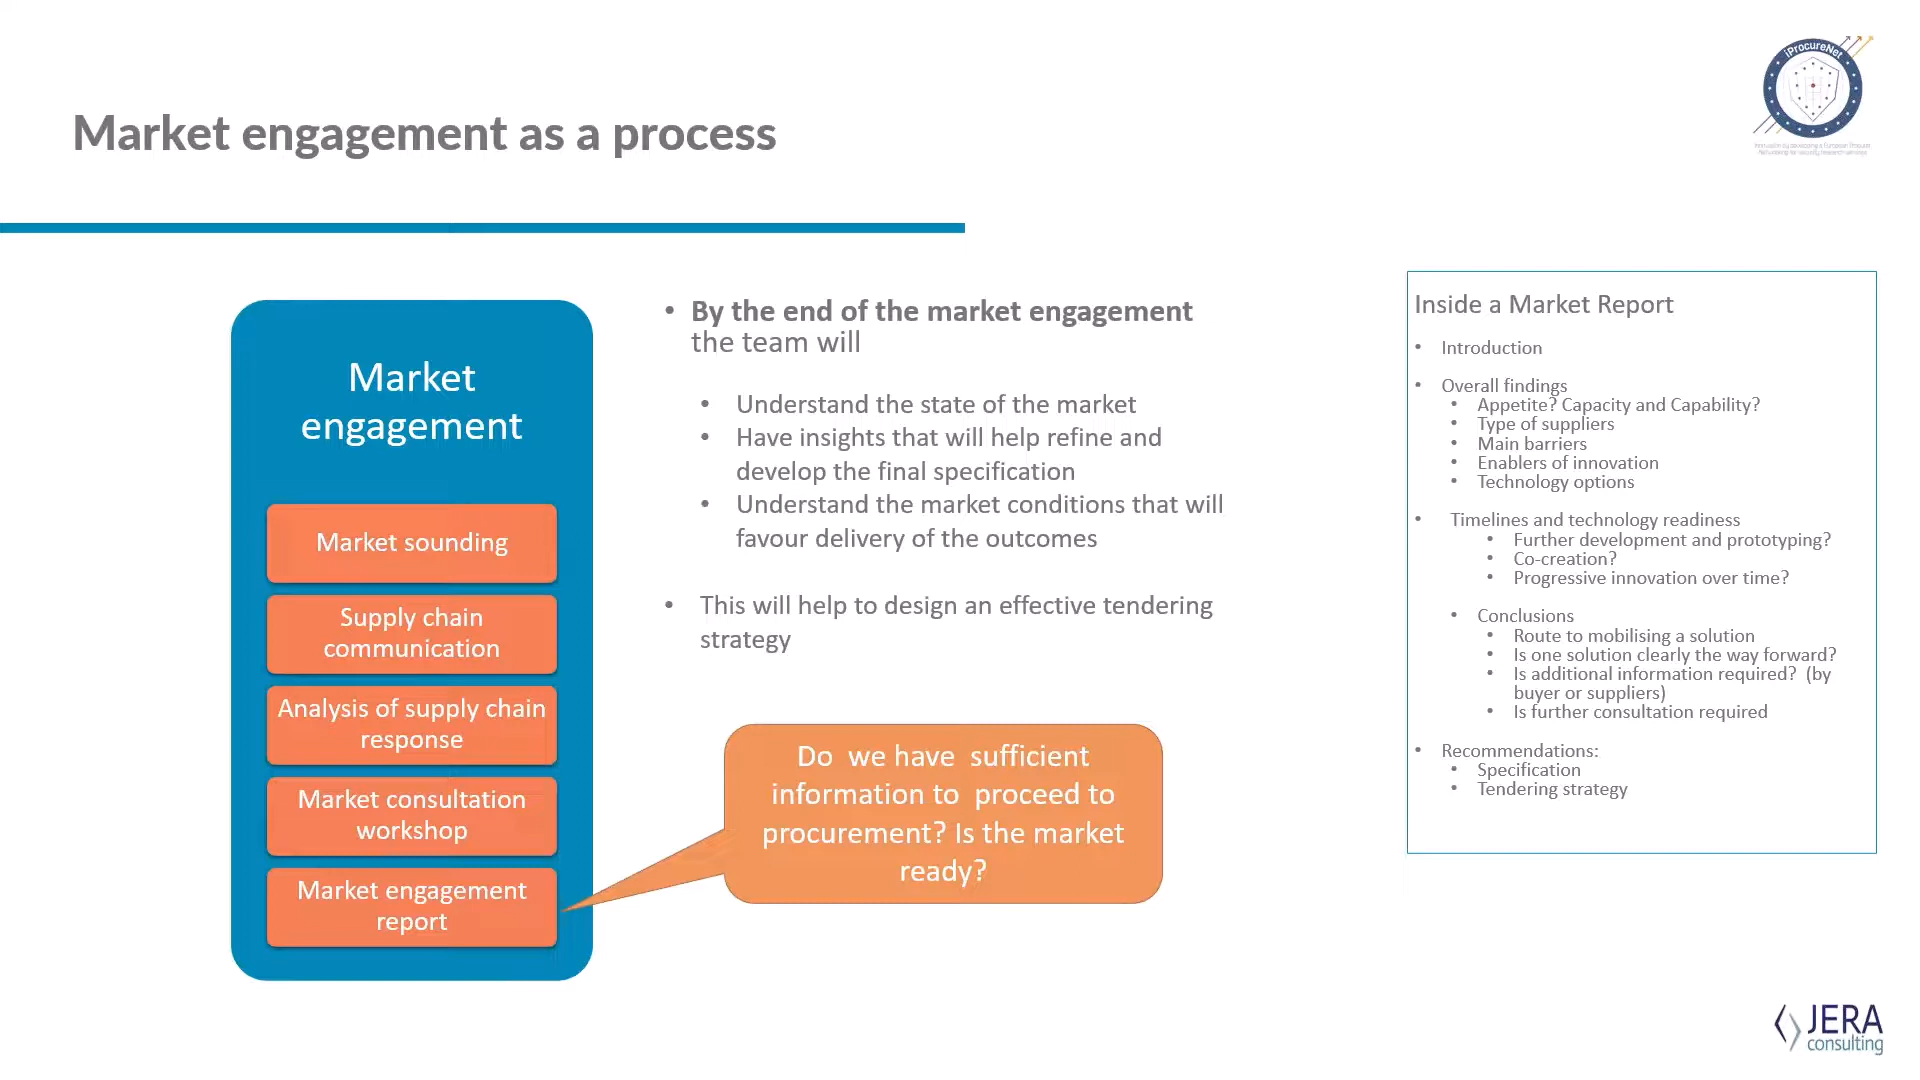 iProcureNet
Market engagement as a process
Market
engagement
Market sounding
Supply chain
communication
Analysis of supply chain
response
Market consultation
workshop
Market engagement
report
• By the end of the market engagement
the team will
• Understand the state of the market
• Have insights that will help refine and
develop the final specification
• Understand the market conditions that will
favour delivery of the outcomes
• This will help to design an effective tendering
strategy
Do we have sufficient
information to proceed to
procurement? Is the market
ready?
Inside a Market Report
• Introduction
• Overall findings
• Appetite? Capacity and Capability?
• Type of suppliers
• Main barriers
• Enablers of innovation
• Technology options
• Timelines and technology readiness
• Further development and prototyping?
• Co-creation?
• Progressive innovation over time?
• Conclusions
• Route to mobilising a solution
• Is one solution clearly the way forward?
• Is additional information required? (by
buyer or suppliers)
• Is further consultation required
• Recommendations:
• Specification
• Tendering strategy
JERA
consulting